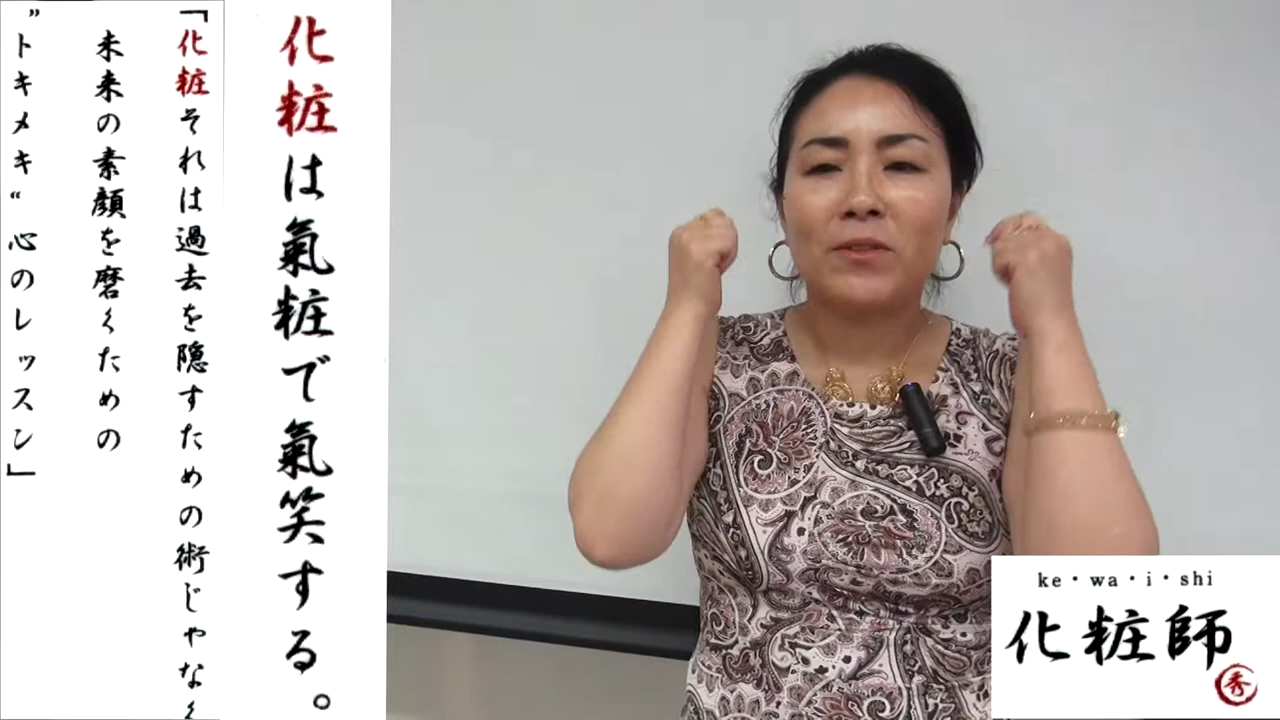 化粧は氣粧で氣笑する。
「化粧それは過去を隠すための術じゃなく
未来の素顔を磨くための
”トキメキ“心のレッスン」
ke・wa・i・shi
化粧師
秀